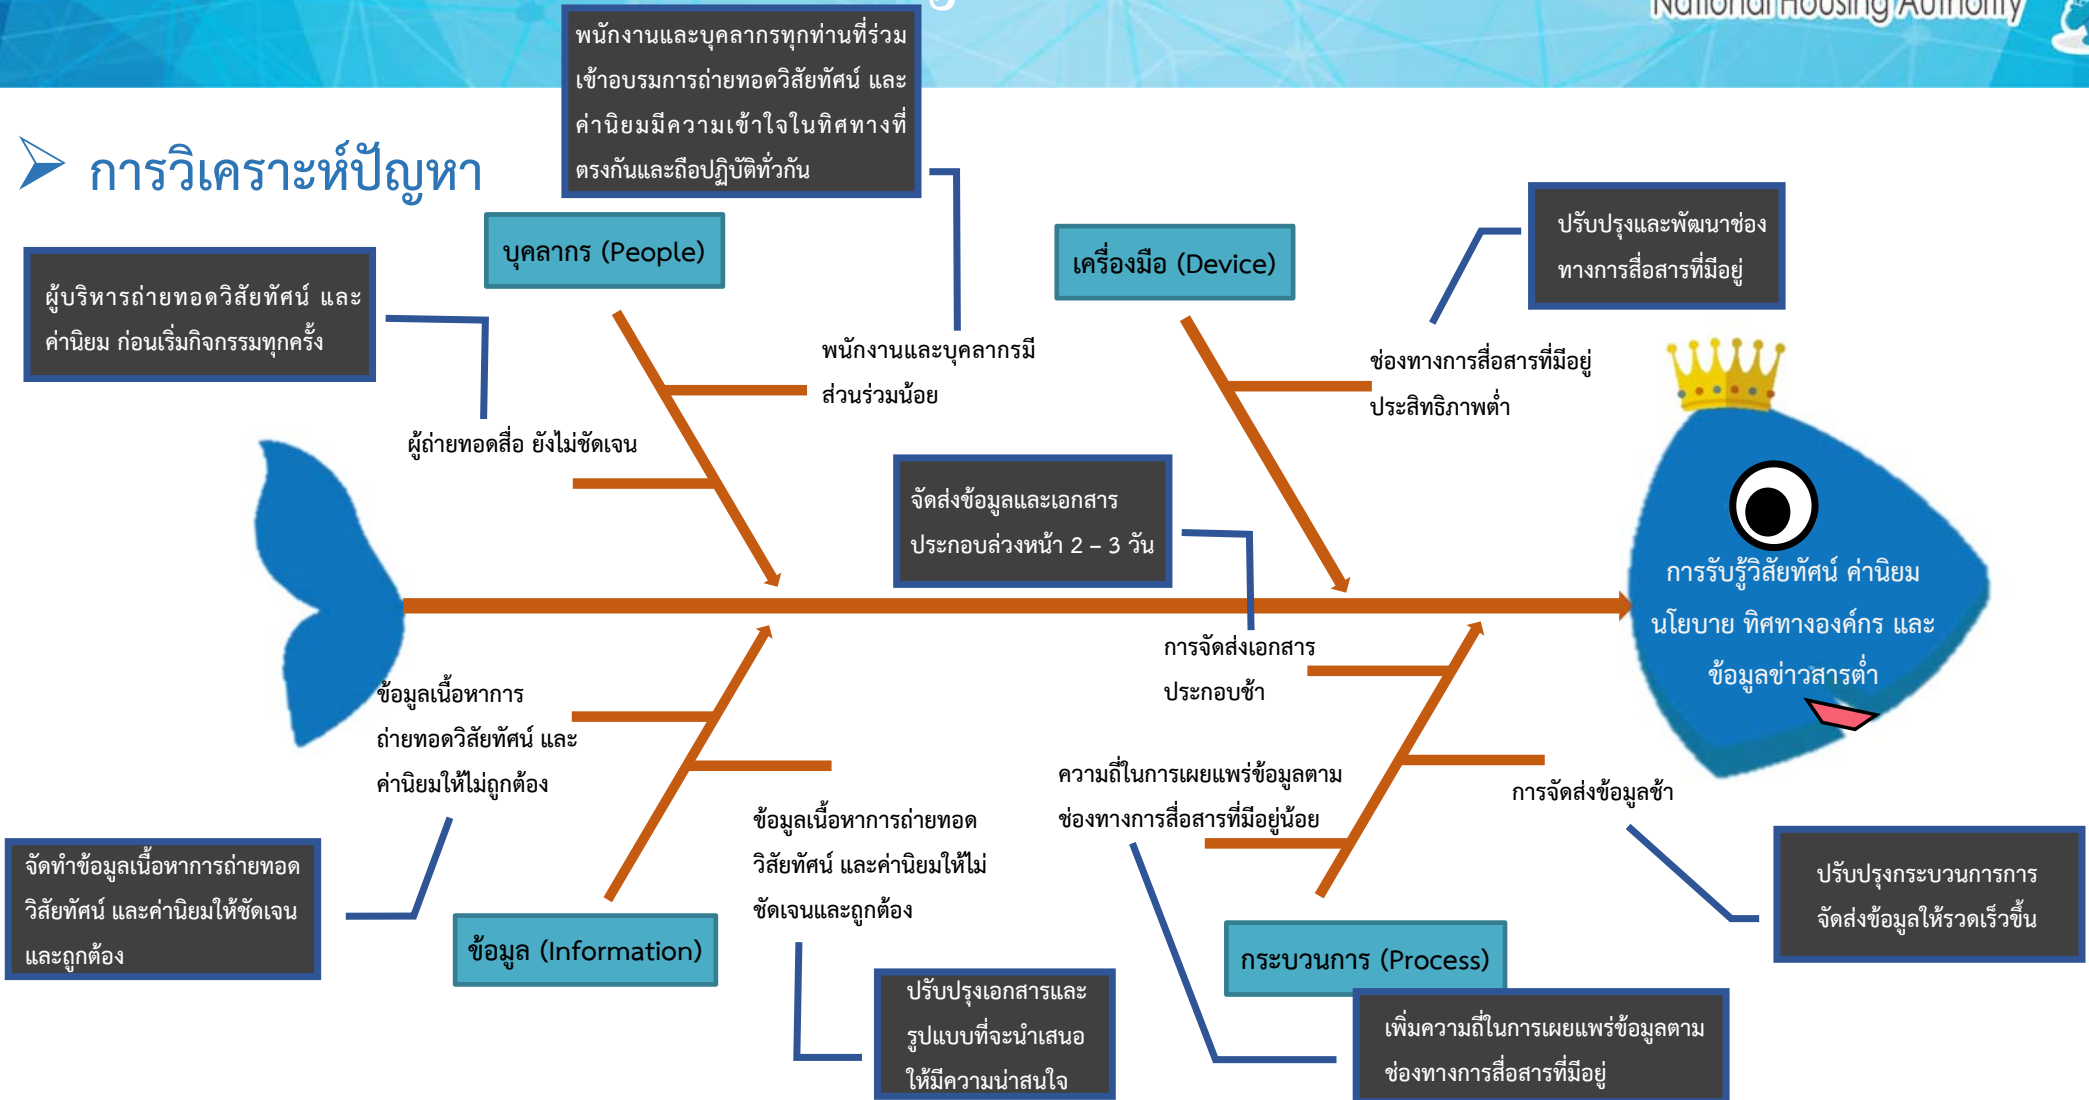 National Housing Authority
การวิเคราะห์ปัญหา
พนักงานและบุคลากรทุกท่านที่ร่วม
เข้าอบรมการถ่ายทอดวิสัยทัศน์ และ
ค่านิยมมีความเข้าใจในทิศทางที่
ตรงกันและถือปฏิบัติทั่วกัน
บุคลากร (People)
เครื่องมือ (Device)
ปรับปรุงและพัฒนาช่อง
ทางการสื่อสารที่มีอยู่
ผู้บริหารถ่ายทอดวิสัยทัศน์ และ
ค่านิยม ก่อนเริ่มกิจกรรมทุกครั้ง
พนักงานและบุคลากรมี
ส่วนร่วมน้อย
ช่องทางการสื่อสารที่มีอยู่
ประสิทธิภาพต่ำ
ผู้ถ่ายทอดสื่อ ยังไม่ชัดเจน
จัดส่งข้อมูลและเอกสาร
ประกอบล่วงหน้า 2 – 3 วัน
การรับรู้วิสัยทัศน์ ค่านิยม
นโยบาย ทิศทางองค์กร และ
ข้อมูลข่าวสารต่ำ
ข้อมูลเนื้อหาการ
ถ่ายทอดวิสัยทัศน์ และ
ค่านิยมให้ไม่ถูกต้อง
การจัดส่งเอกสาร
ประกอบช้า
ความถี่ในการเผยแพร่ข้อมูลตาม
ช่องทางการสื่อสารที่มีอยู่น้อย
การจัดส่งข้อมูลช้า
ข้อมูลเนื้อหาการถ่ายทอด
วิสัยทัศน์ และค่านิยมให้ไม่
ชัดเจนและถูกต้อง
จัดทำข้อมูลเนื้อหาการถ่ายทอด
วิสัยทัศน์ และค่านิยมให้ชัดเจน
และถูกต้อง
ปรับปรุงกระบวนการการ
จัดส่งข้อมูลให้รวดเร็วขึ้น
ข้อมูล (Information)
กระบวนการ (Process)
ปรับปรุงเอกสารและ
รูปแบบที่จะนำเสนอ
ให้มีความน่าสนใจ
เพิ่มความถี่ในการเผยแพร่ข้อมูลตาม
ช่องทางการสื่อสารที่มีอยู่